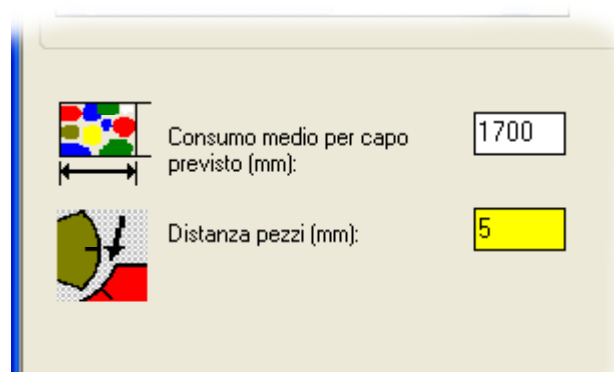 Consumo medio per capo
previsto (mm):
1700
Distanza pezzi (mm):
5